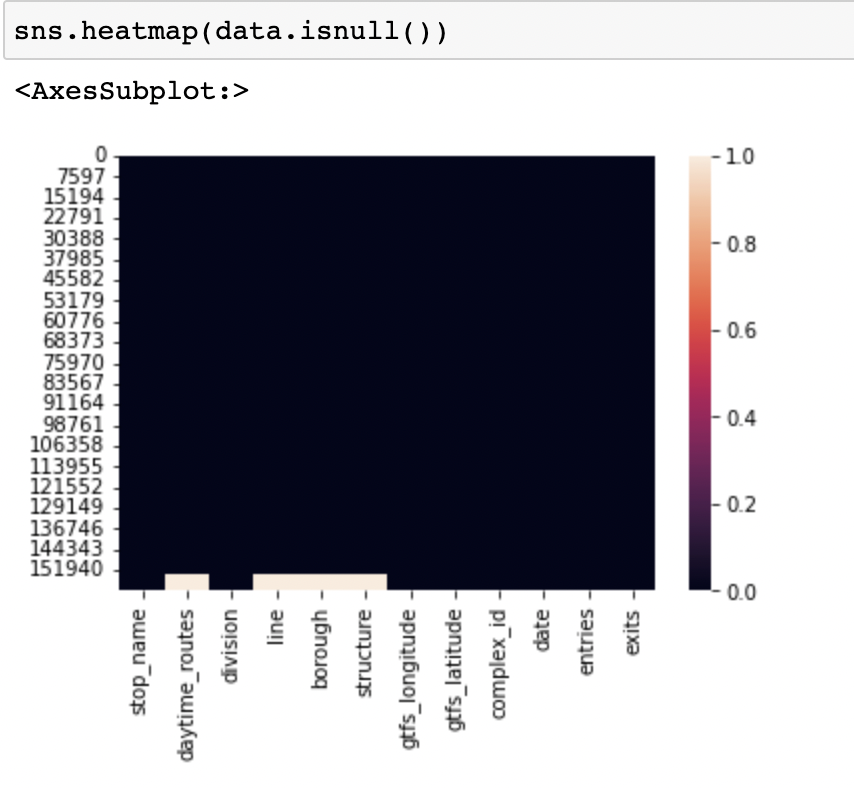 sns.heatmap(data.isnull())
<AxesSubplot:>
0
7597
15194
22791
30388
37985
45582
53179
60776
68373
75970
83567
91164
98761
106358
113955
121552
129149
136746
144343
151940
1.0
0.8
0.6
0.4
0.2
0.0
stop_name
daytime_routes
division
line
borough
structure
gtfs_longitude
gtfs_latitude
complex_id
date
entries
exits